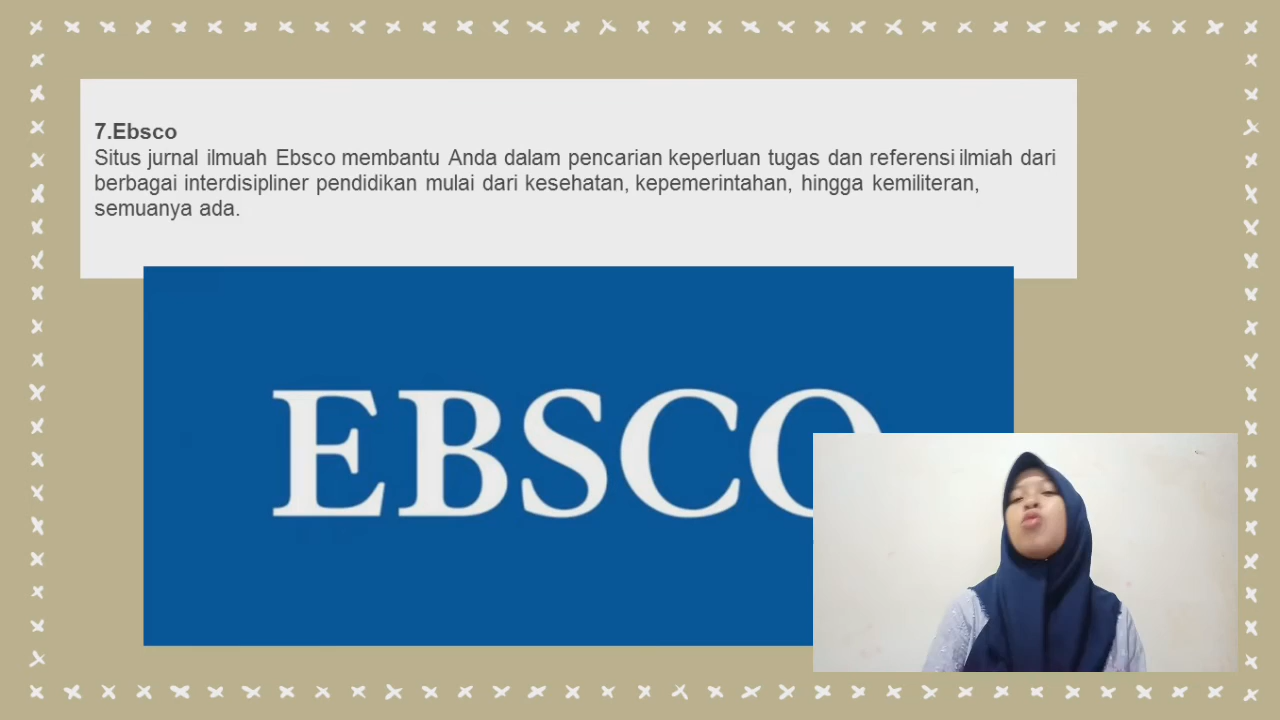 7.Ebsco
Situs jurnal ilmuah Ebsco membantu Anda dalam pencarian keperluan tugas dan referensi ilmiah dari
berbagai interdisipliner pendidikan mulai dari kesehatan, kepemerintahan, hingga kemiliteran,
semuanya ada.
EBSCO